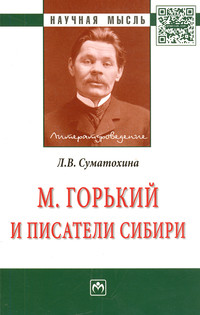 НАУЧНАЯ МЫСЛЬ
Литературоведение
Л.В. Суматохина
М. ГОРЬКИЙ
И ПИСАТЕЛИ СИБИРИ